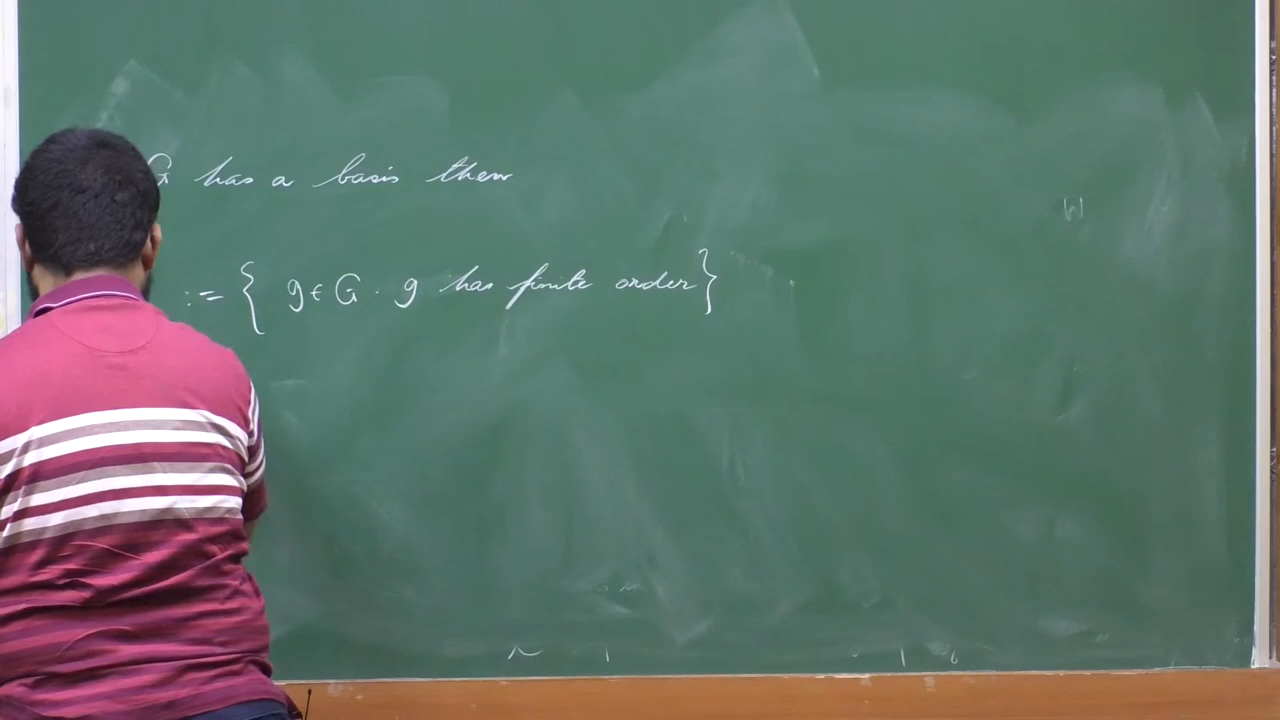 G has a basis then
:= { g ∈ G . g has finite order }